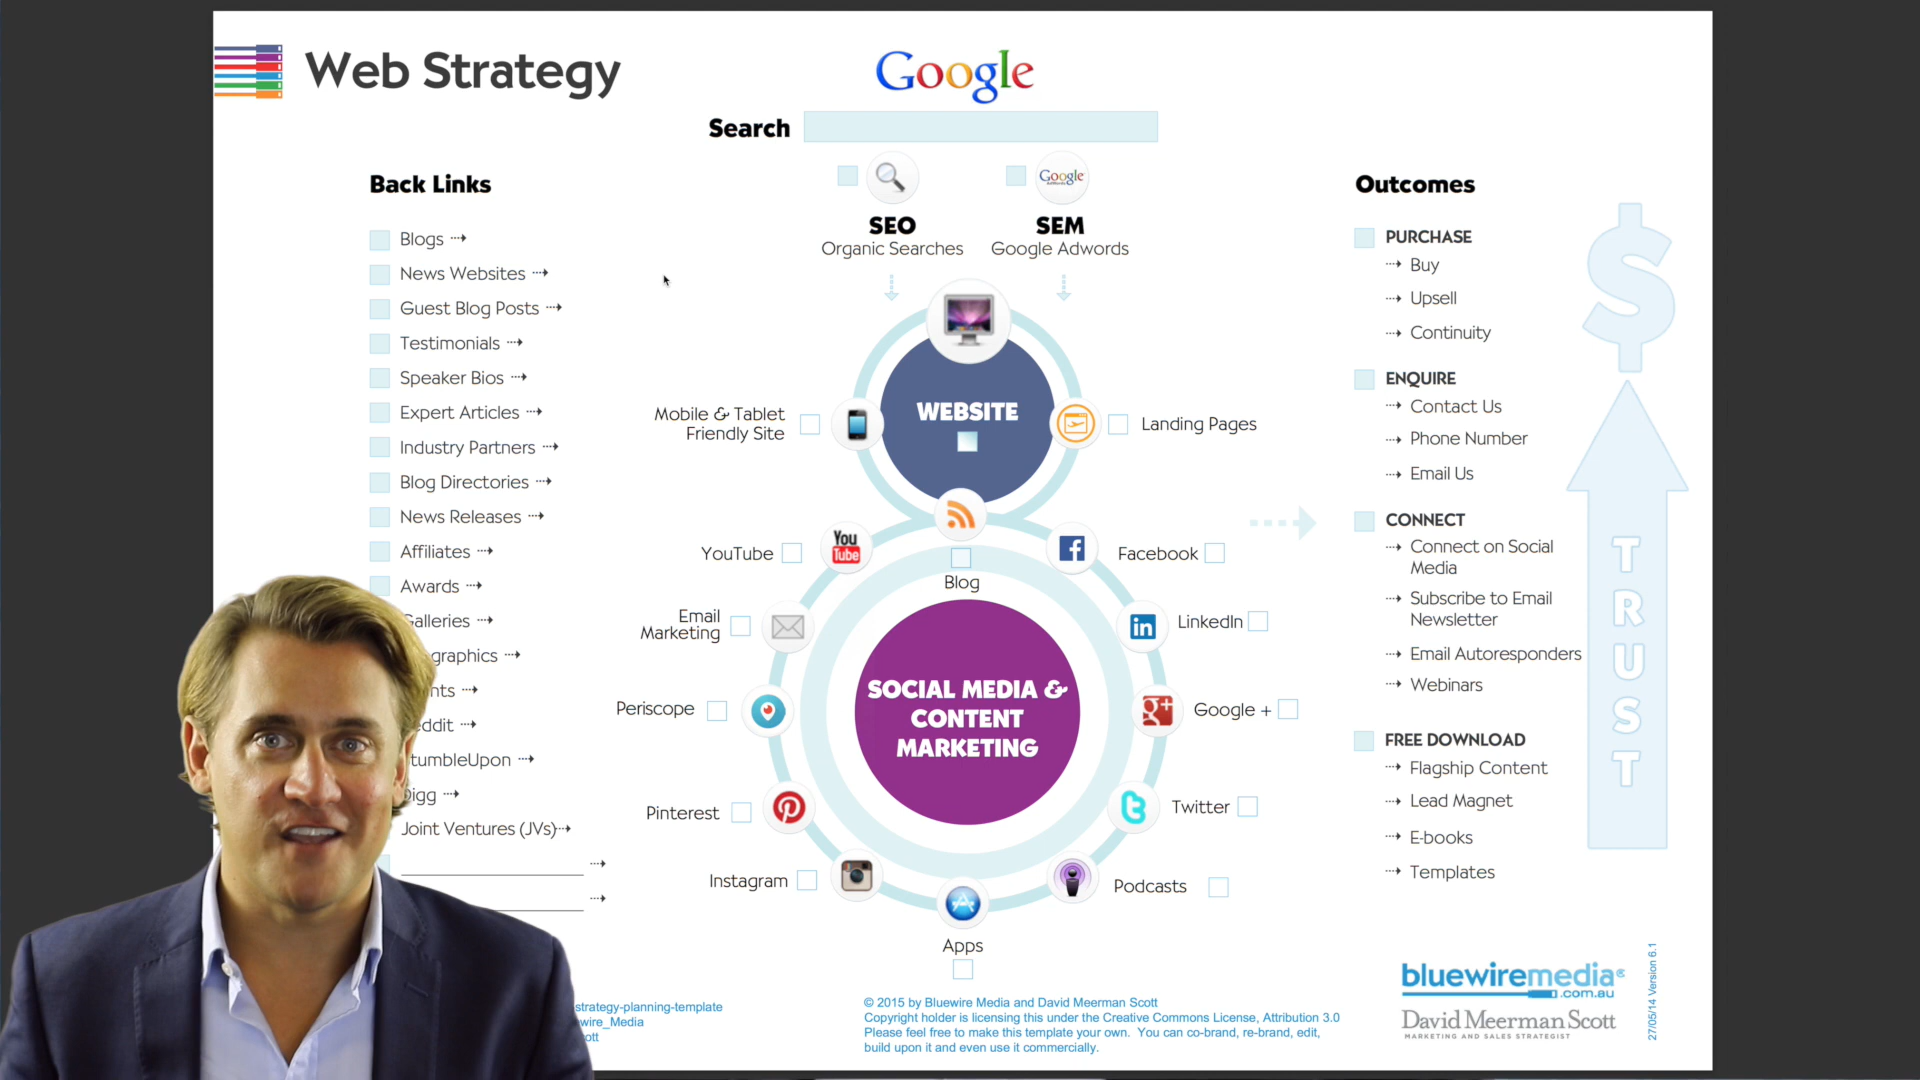 Web Strategy
Google
Search
SEO
Organic Searches
Google
AdWords
SEM
Google Adwords
Back Links
Blogs
News Websites
Guest Blog Posts
Testimonials
Speaker Bios
Expert Articles
Industry Partners
Blog Directories
News Releases
Affiliates
Awards
Galleries
graphics
nts
eddit
tumbleUpon
Digg
Joint Ventures (JVs)
WEBSITE
Mobile & Tablet
Friendly Site
Landing Pages
You
Tube
YouTube
Blog
Facebook
Email
Marketing
in
LinkedIn
Periscope
SOCIAL MEDIA &
CONTENT
MARKETING
g+
Google +
Pinterest
Twitter
Instagram
Podcasts
Apps
Outcomes
PURCHASE
Buy
Upsell
Continuity
ENQUIRE
Contact Us
Phone Number
Email Us
CONNECT
Connect on Social
Media
Subscribe to Email
Newsletter
Email Autoresponders
Webinars
FREE DOWNLOAD
Flagship Content
Lead Magnet
E-books
Templates
$
TRUST
strategy-planning-template
wire_Media
ott
© 2015 by Bluewire Media and David Meerman Scott
Copyright holder is licensing this under the Creative Commons License, Attribution 3.0
Please feel free to make this template your own. You can co-brand, re-brand, edit,
build upon it and even use it commercially.
bluewiremedia®
.com.au
David Meerman Scott
MARKETING AND SALES STRATEGIST
27/05/14 Version 6.1